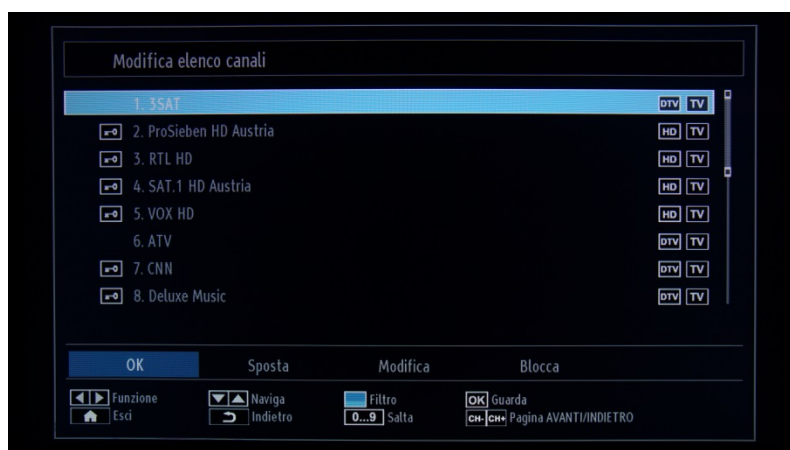 Modifica elenco canali
1. 3SAT DTV TV
2. ProSieben HD Austria HD TV
3. RTL HD HD TV
4. SAT.1 HD Austria HD TV
5. VOX HD HD TV
6. ATV DTV TV
7. CNN DTV TV
8. Deluxe Music DTV TV
OK Sposta Modifica Blocca
Funzione Naviga Filtro OK Guarda
Esci Indietro 0...9 Salta CH- CH+ Pagina AVANTI/INDIETRO